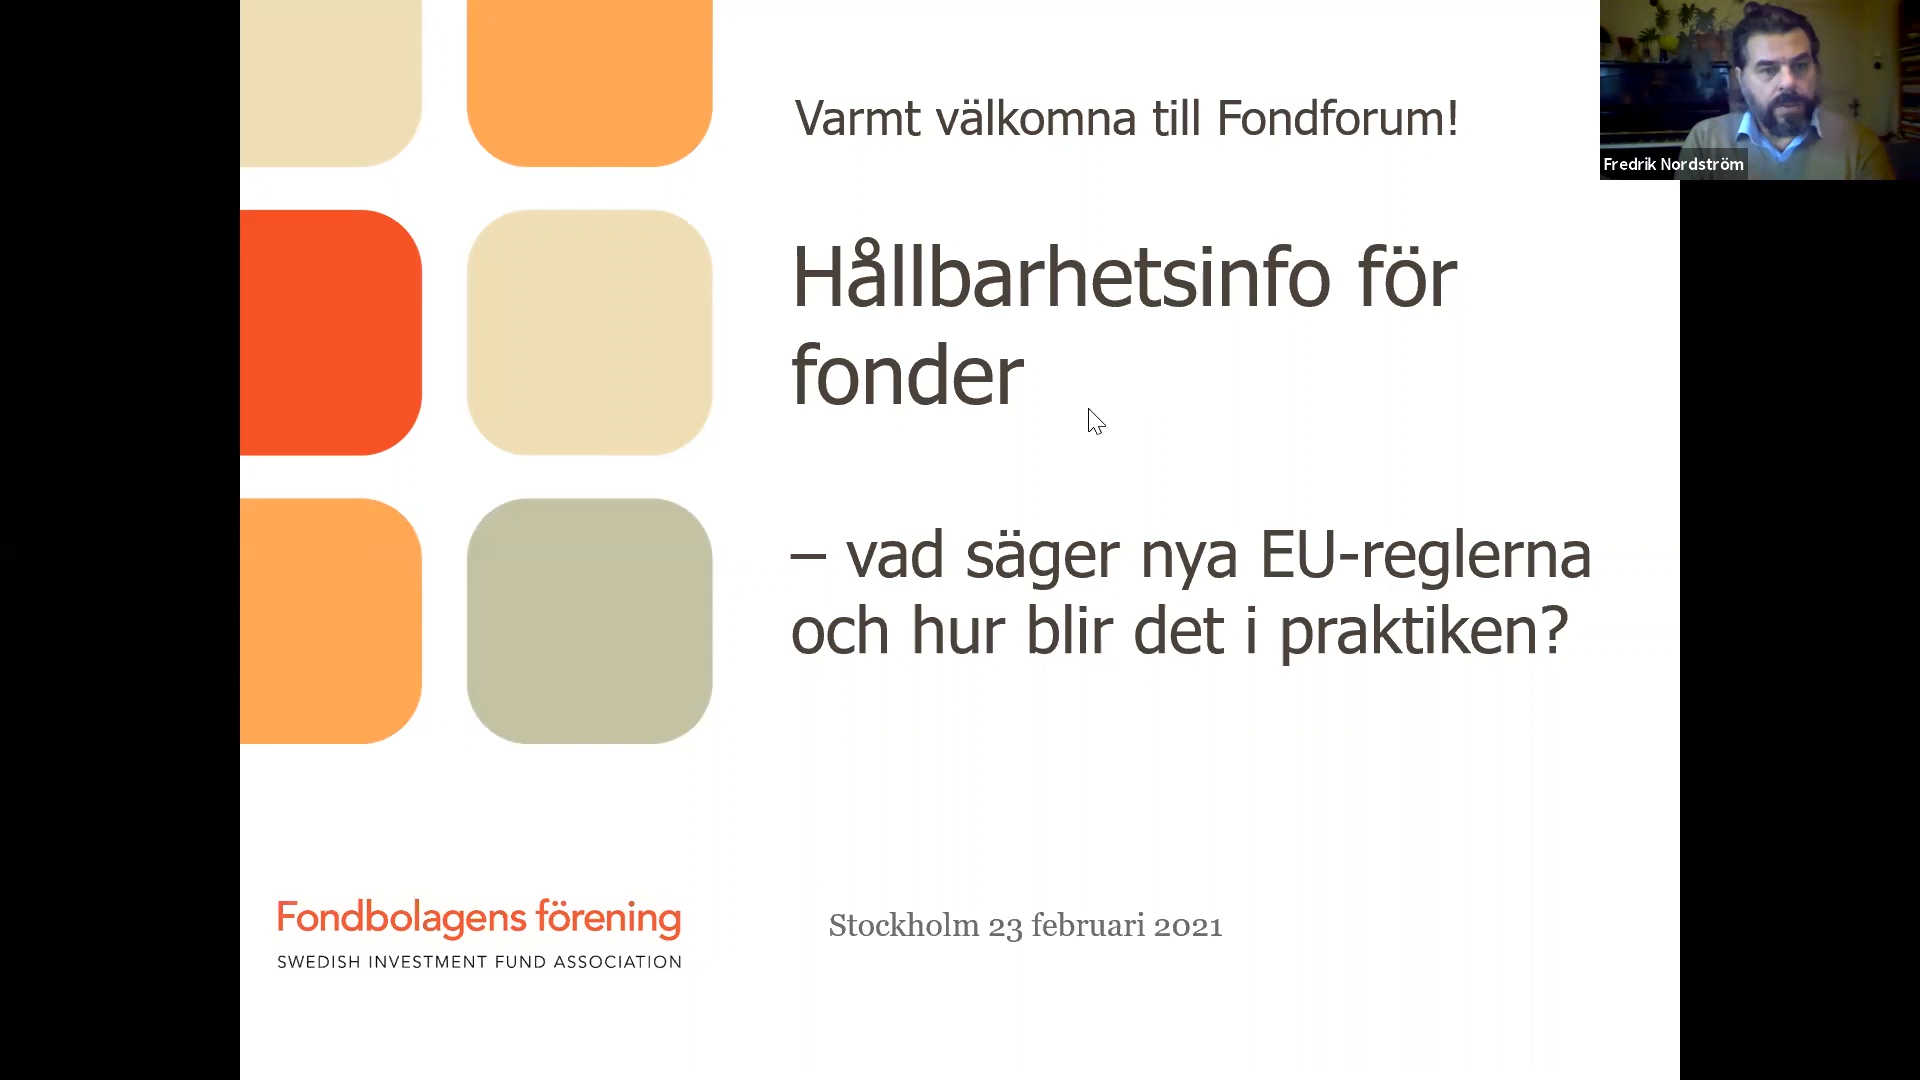 Varmt välkomna till Fondforum!
Fredrik Nordström
Hållbarhetsinfo för
fonder
– vad säger nya EU-reglerna
och hur blir det i praktiken?
Fondbolagens förening
SWEDISH INVESTMENT FUND ASSOCIATION
Stockholm 23 februari 2021